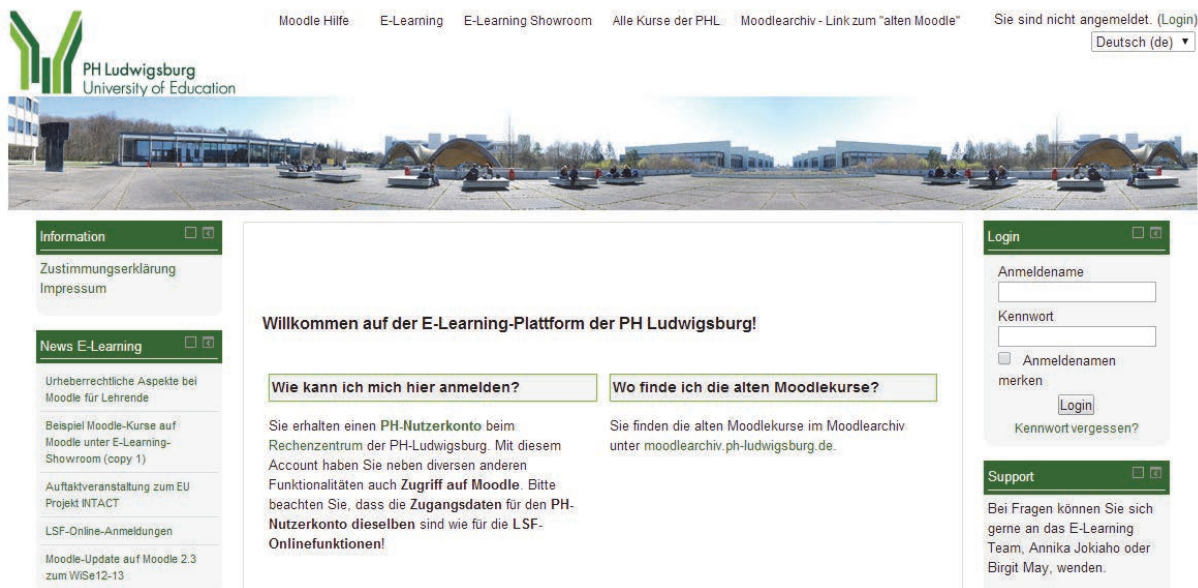 Moodle Hilfe E-Learning E-Learning Showroom Alle Kurse der PHL Moodlearchiv - Link zum "alten Moodle" Sie sind nicht angemeldet. (Login)
Deutsch (de)
PH Ludwigsburg
University of Education
Information
Zustimmungserklärung
Impressum
News E-Learning
Urheberrechtliche Aspekte bei
Moodle für Lehrende
Beispiel Moodle-Kurse auf
Moodle unter E-Learning-
Showroom (copy 1)
Auftaktveranstaltung zum EU
Projekt INTACT
LSF-Online-Anmeldungen
Moodle-Update auf Moodle 2.3
zum WiSe12-13
Willkommen auf der E-Learning-Plattform der PH Ludwigsburg!
Wie kann ich mich hier anmelden?
Sie erhalten einen PH-Nutzerkonto beim
Rechenzentrum der PH-Ludwigsburg. Mit diesem
Account haben Sie neben diversen anderen
Funktionalitäten auch Zugriff auf Moodle. Bitte
beachten Sie, dass die Zugangsdaten für den PH-
Nutzerkonto dieselben sind wie für die LSF-
Onlinefunktionen!
Wo finde ich die alten Moodlekurse?
Sie finden die alten Moodlekurse im Moodlearchiv
unter moodlearchiv.ph-ludwigsburg.de.
Login
Anmeldename
Kennwort
Anmeldenamen
merken
Login
Kennwort vergessen?
Support
Bei Fragen können Sie sich
gerne an das E-Learning
Team, Annika Jokiaho oder
Birgit May, wenden.